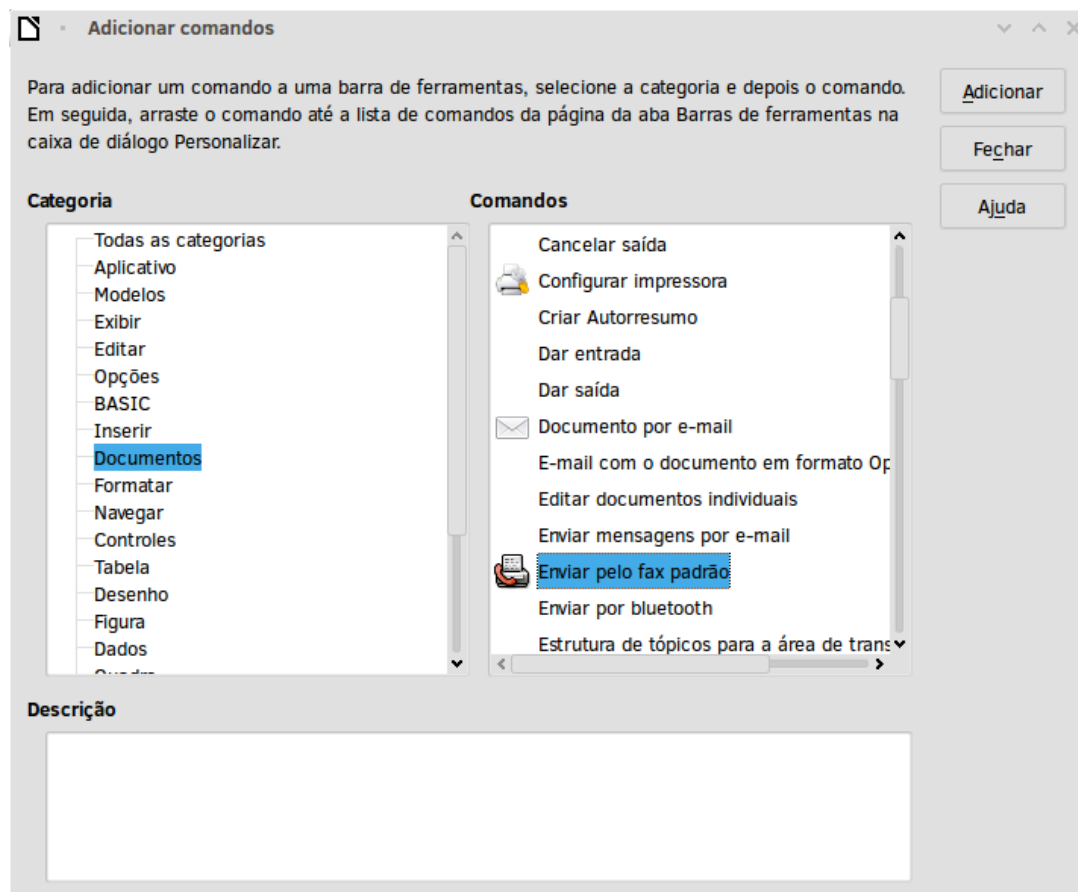 Adicionar comandos
Para adicionar um comando a uma barra de ferramentas, selecione a categoria e depois o comando.
Em seguida, arraste o comando até a lista de comandos da página da aba Barras de ferramentas na
caixa de diálogo Personalizar.
Adicionar
Fechar
Ajuda
Categoria
Todas as categorias
Aplicativo
Modelos
Exibir
Editar
Opções
BASIC
Inserir
Documentos
Formatar
Navegar
Controles
Tabela
Desenho
Figura
Dados
Comandos
Cancelar saída
Configurar impressora
Criar Autorresumo
Dar entrada
Dar saída
Documento por e-mail
E-mail com o documento em formato Op
Editar documentos individuais
Enviar mensagens por e-mail
Enviar pelo fax padrão
Enviar por bluetooth
Estrutura de tópicos para a área de trans
Descrição